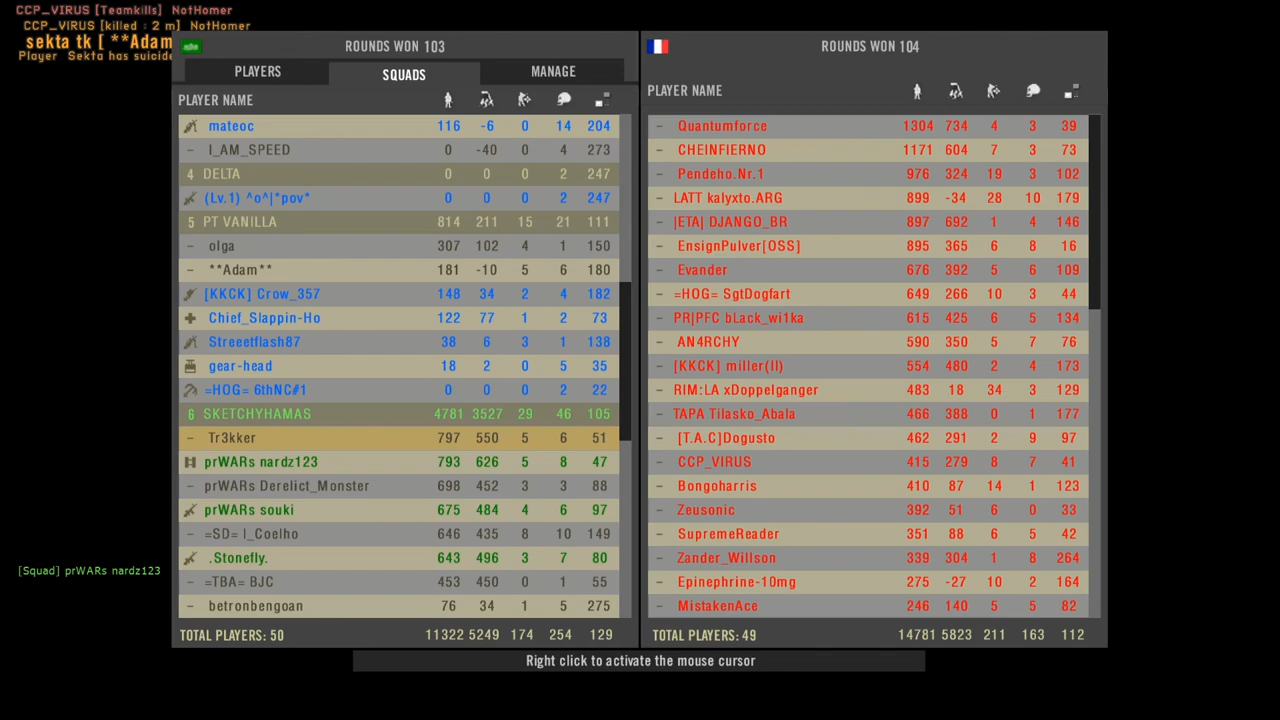 CCP_VIRUS [Teamkills] NotHomer
CCP_VIRUS [killed : 2 m] NotHomer
sekta tk [ **Adam
Player Sekta has suicide
ROUNDS WON 103
PLAYERS SQUADS MANAGE
PLAYER NAME
mateoc 116 -6 0 14 204
- I_AM_SPEED 0 -40 0 4 273
4 DELTA 0 0 0 2 247
(Lv.1) ^o^|*pov* 0 0 0 2 247
5 PT VANILLA 814 211 15 21 111
- olga 307 102 4 1 150
- **Adam** 181 -10 5 6 180
[KKCK] Crow_357 148 34 2 4 182
Chief_Slappin-Ho 122 77 1 2 73
Streeetflash87 38 6 3 1 138
gear-head 18 2 0 5 35
=HOG= 6thNC#1 0 0 0 2 22
6 SKETCHYHAMAS 4781 3527 29 46 105
- Tr3kker 797 550 5 6 51
prWARs nardz123 793 626 5 8 47
- prWARs Derelict_Monster 698 452 3 3 88
prWARs souki 675 484 4 6 97
- =SD= I_Coelho 646 435 8 10 149
.Stonefly. 643 496 3 7 80
- =TBA= BJC 453 450 0 1 55
- betronbengoan 76 34 1 5 275
TOTAL PLAYERS: 50 11322 5249 174 254 129
ROUNDS WON 104
PLAYER NAME
- Quantumforce 1304 734 4 3 39
- CHEINFIERNO 1171 604 7 3 73
- Pendeho.Nr.1 976 324 19 3 102
- LATT kalyxto.ARG 899 -34 28 10 179
- |ETA| DJANGO_BR 897 692 1 4 146
- EnsignPulver[OSS] 895 365 6 8 16
- Evander 676 392 5 6 109
- =HOG= SgtDogfart 649 266 10 3 44
- PR|PFC bLack_wi1ka 615 425 6 5 134
- AN4RCHY 590 350 5 7 76
- [KKCK] miller(II) 554 480 2 4 173
- RIM:LA xDoppelganger 483 18 34 3 129
- TAPA Tilasko_Abala 466 388 0 1 177
- [T.A.C]Dogusto 462 291 2 9 97
- CCP_VIRUS 415 279 8 7 41
- Bongoharris 410 87 14 1 123
- Zeusonic 392 51 6 0 33
- SupremeReader 351 88 6 5 42
- Zander_Willson 339 304 1 8 264
- Epinephrine-10mg 275 -27 10 2 164
- MistakenAce 246 140 5 5 82
TOTAL PLAYERS: 49 14781 5823 211 163 112
[Squad] prWARs nardz123
Right click to activate the mouse cursor